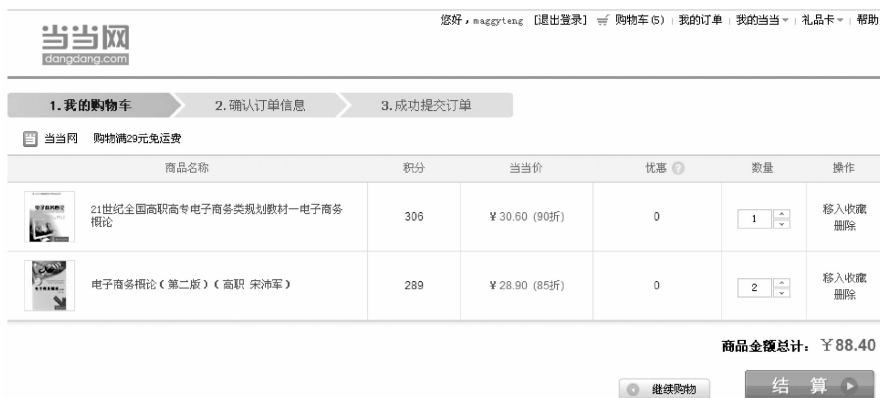 您好，maggyteng [退出登录] 购物车(5) 我的订单 我的当当 礼品卡 帮助
当当网
dangdang.com
1.我的购物车 2.确认订单信息 3.成功提交订单
当 当当网 购物满29元免运费
商品名称 积分 当当价 优惠 ? 数量 操作
21世纪全国高职高专电子商务类规划教材—电子商务
概论
306 ¥30.60 (90折) 0 1 移入收藏
删除
电子商务概论（第二版）（高职 宋沛军） 289 ¥28.90 (85折) 0 2 移入收藏
删除
商品金额总计： ¥88.40
继续购物 结 算